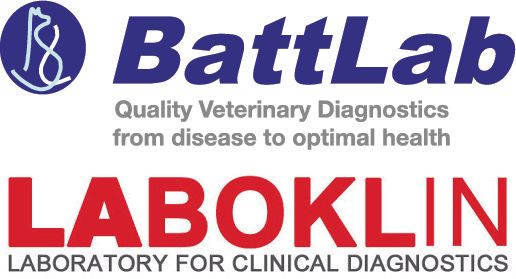 BattLab
Quality Veterinary Diagnostics
from disease to optimal health
LABOKLIN
LABORATORY FOR CLINICAL DIAGNOSTICS